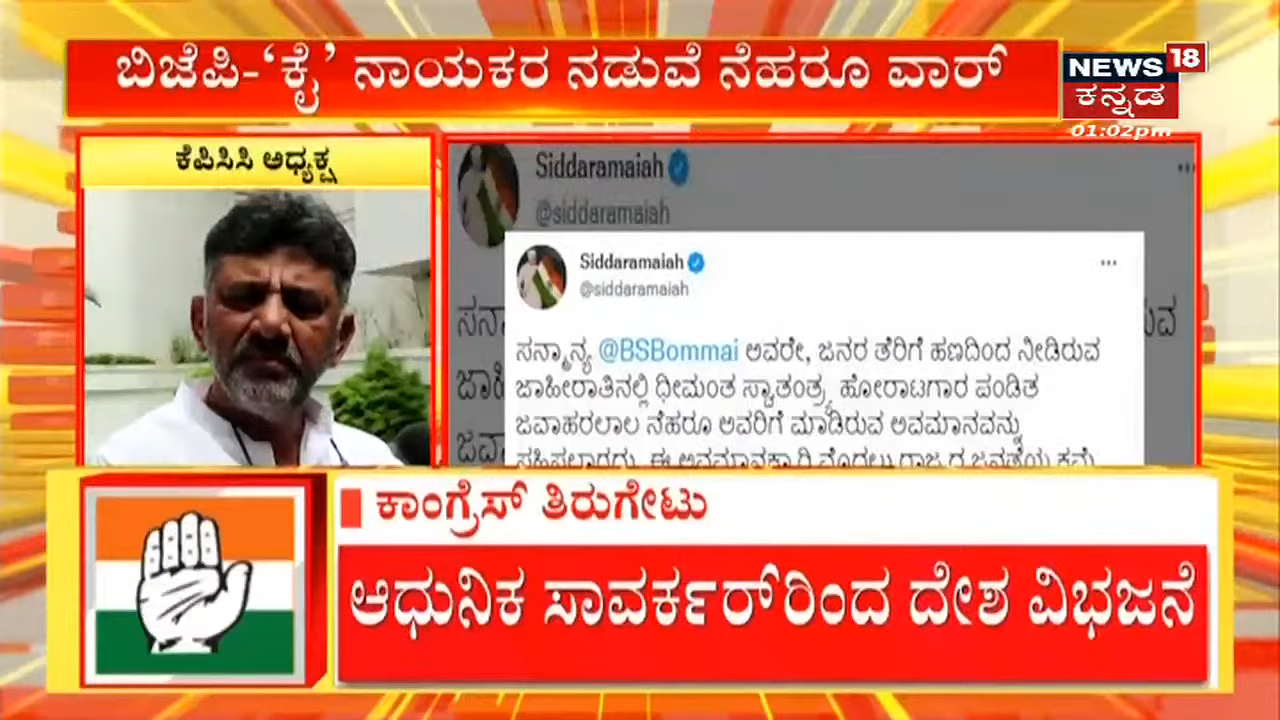 ಬಿಜೆಪಿ-‘ಕೈ’ ನಾಯಕರ ನಡುವೆ ನೆಹರೂ ವಾರ್
NEWS 18
ಕನ್ನಡ
01:02pm
ಕೆಪಿಸಿಸಿ ಅಧ್ಯಕ್ಷ
Siddaramaiah
@siddaramaiah
Siddaramaiah
@siddaramaiah
ಸನ್ಮಾನ್ಯ @BSBommai ಅವರೇ, ಜನರ ತೆರಿಗೆ ಹಣದಿಂದ ನೀಡಿರುವ
ಜಾಹೀರಾತಿನಲ್ಲಿ ಧೀಮಂತ ಸ್ವಾತಂತ್ರ್ಯ ಹೋರಾಟಗಾರ ಪಂಡಿತ
ಜವಾಹರಲಾಲ ನೆಹರೂ ಅವರಿಗೆ ಮಾಡಿರುವ ಅವಮಾನವನ್ನು
ಕಾಂಗ್ರೆಸ್ ತಿರುಗೇಟು
ಆಧುನಿಕ ಸಾವರ್ಕರ್‌ರಿಂದ ದೇಶ ವಿಭಜನೆ